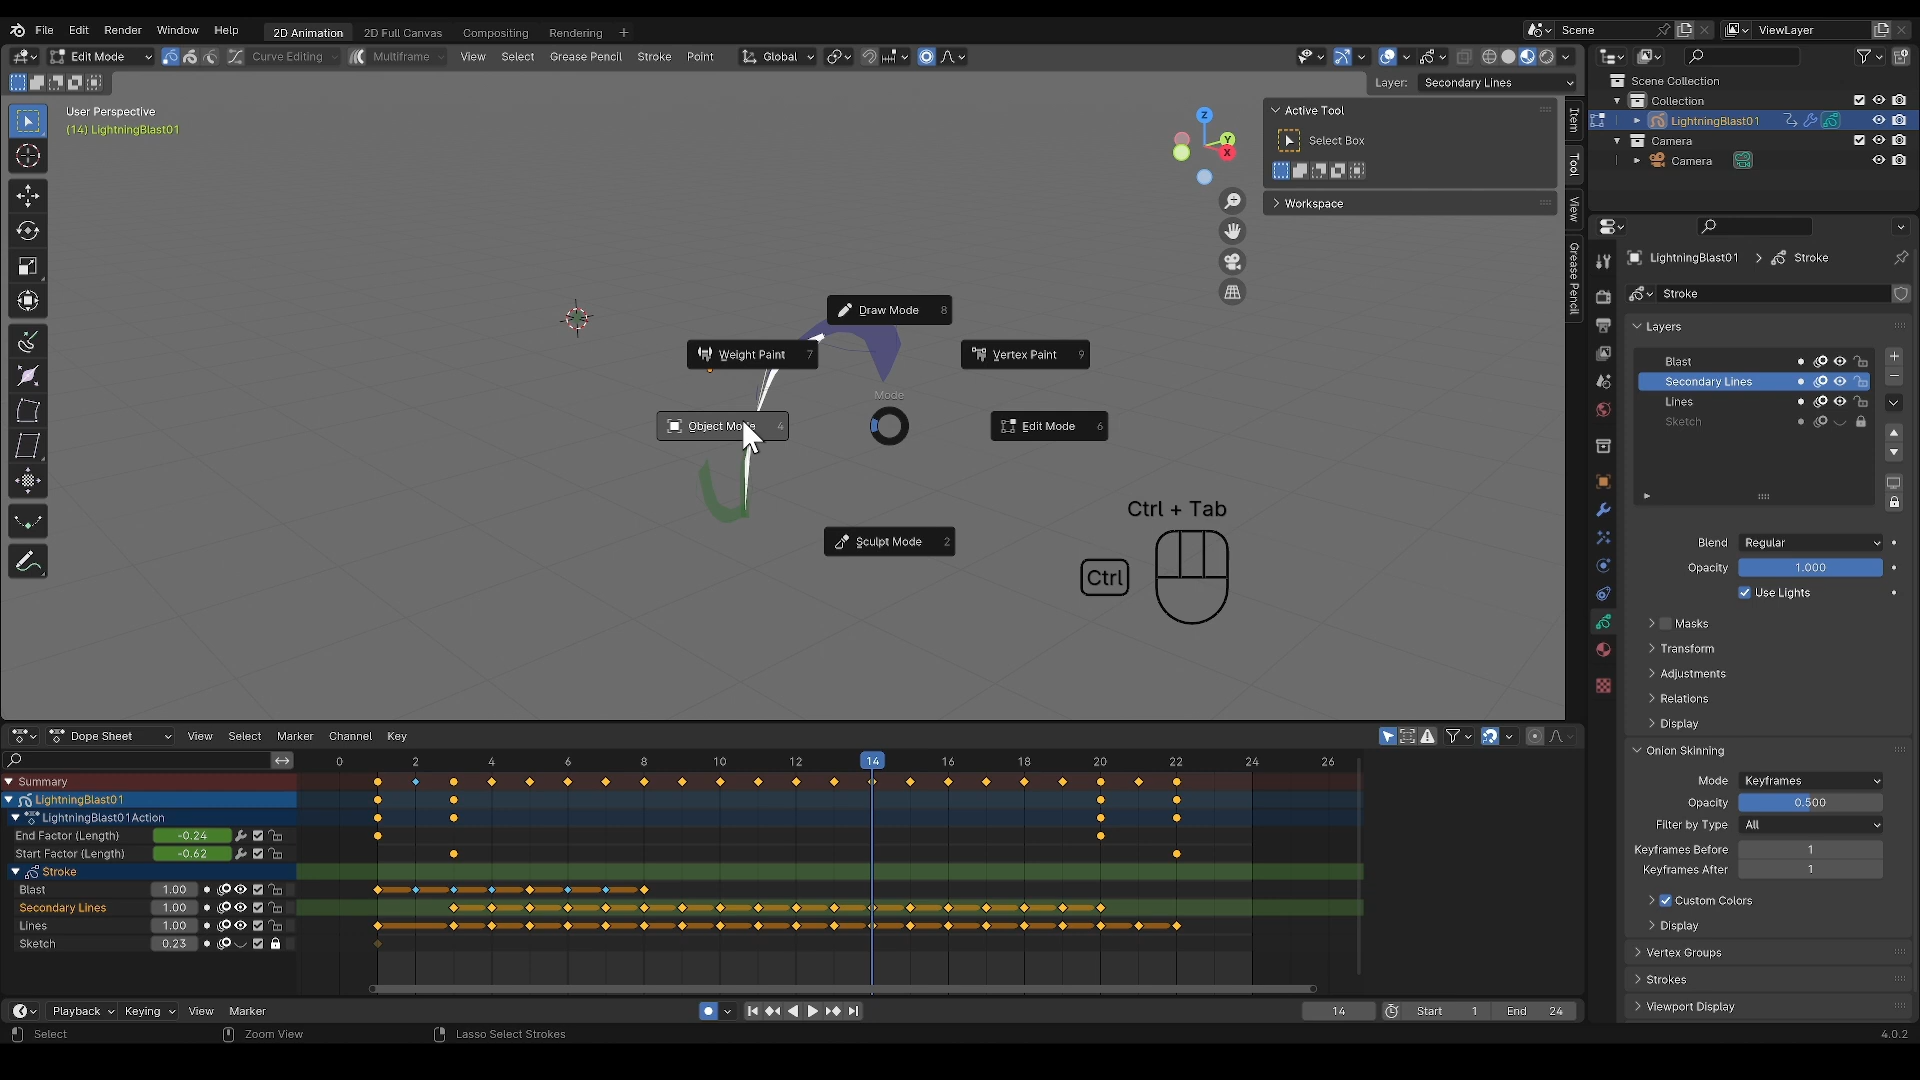 File Edit Render Window Help 2D Animation 2D Full Canvas Compositing Rendering + Scene ViewLayer
Edit Mode Curve Editing Multiframe View Select Grease Pencil Stroke Point Global
Layer: Secondary Lines
User Perspective
(14) LightningBlast01
Z
Y
X
Active Tool
Select Box
Workspace
Item
Tool
View
Grease Pencil
Scene Collection
Collection
LightningBlast01
Camera
Camera
Draw Mode 8
Weight Paint 7
Vertex Paint 9
Mode
Object Mode 4
Edit Mode 6
Sculpt Mode 2
Ctrl + Tab
Ctrl
LightningBlast01 > Stroke
Stroke
Layers
Blast
Secondary Lines
Lines
Sketch
Blend Regular
Opacity 1.000
Use Lights
Masks
Transform
Adjustments
Relations
Display
Onion Skinning
Mode Keyframes
Opacity 0.500
Filter by Type All
Keyframes Before 1
Keyframes After 1
Custom Colors
Display
Vertex Groups
Strokes
Viewport Display
Dope Sheet View Select Marker Channel Key
0 2 4 6 8 10 12 14 16 18 20 22 24 26
Summary
LightningBlast01
LightningBlast01Action
End Factor (Length) -0.24
Start Factor (Length) -0.62
Stroke
Blast 1.00
Secondary Lines 1.00
Lines 1.00
Sketch 0.23
Playback Keying View Marker 14 Start 1 End 24
Select Zoom View Lasso Select Strokes 4.0.2